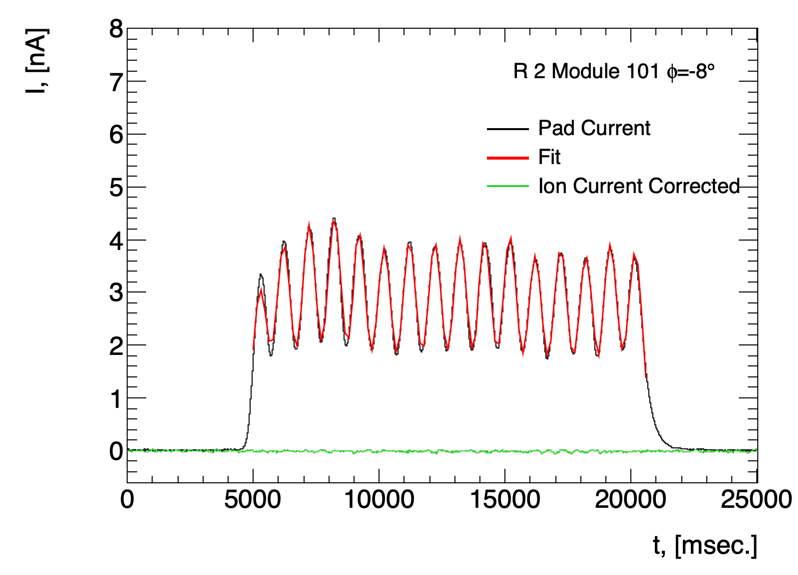 I, [nA]
8
7
6
5
4
3
2
1
0
R 2 Module 101 ϕ=-8°
Pad Current
Fit
Ion Current Corrected
0 5000 10000 15000 20000 25000
t, [msec.]